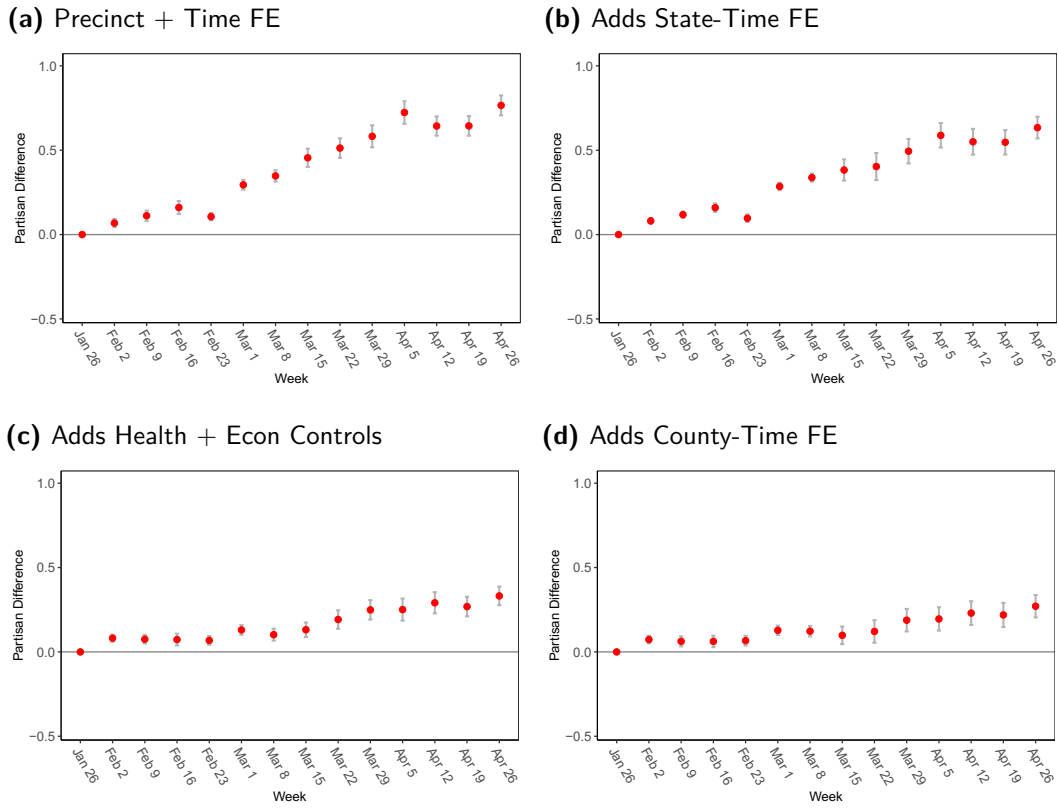 (a) Precinct + Time FE
Partisan Difference
1.0
0.5
0.0
−0.5
Jan 26
Feb 2
Feb 9
Feb 16
Feb 23
Mar 1
Mar 8
Mar 15
Mar 22
Mar 29
Apr 5
Apr 12
Apr 19
Apr 26
Week
(b) Adds State-Time FE
Partisan Difference
1.0
0.5
0.0
−0.5
Jan 26
Feb 2
Feb 9
Feb 16
Feb 23
Mar 1
Mar 8
Mar 15
Mar 22
Mar 29
Apr 5
Apr 12
Apr 19
Apr 26
Week
(c) Adds Health + Econ Controls
Partisan Difference
1.0
0.5
0.0
−0.5
Jan 26
Feb 2
Feb 9
Feb 16
Feb 23
Mar 1
Mar 8
Mar 15
Mar 22
Mar 29
Apr 5
Apr 12
Apr 19
Apr 26
Week
(d) Adds County-Time FE
Partisan Difference
1.0
0.5
0.0
−0.5
Jan 26
Feb 2
Feb 9
Feb 16
Feb 23
Mar 1
Mar 8
Mar 15
Mar 22
Mar 29
Apr 5
Apr 12
Apr 19
Apr 26
Week